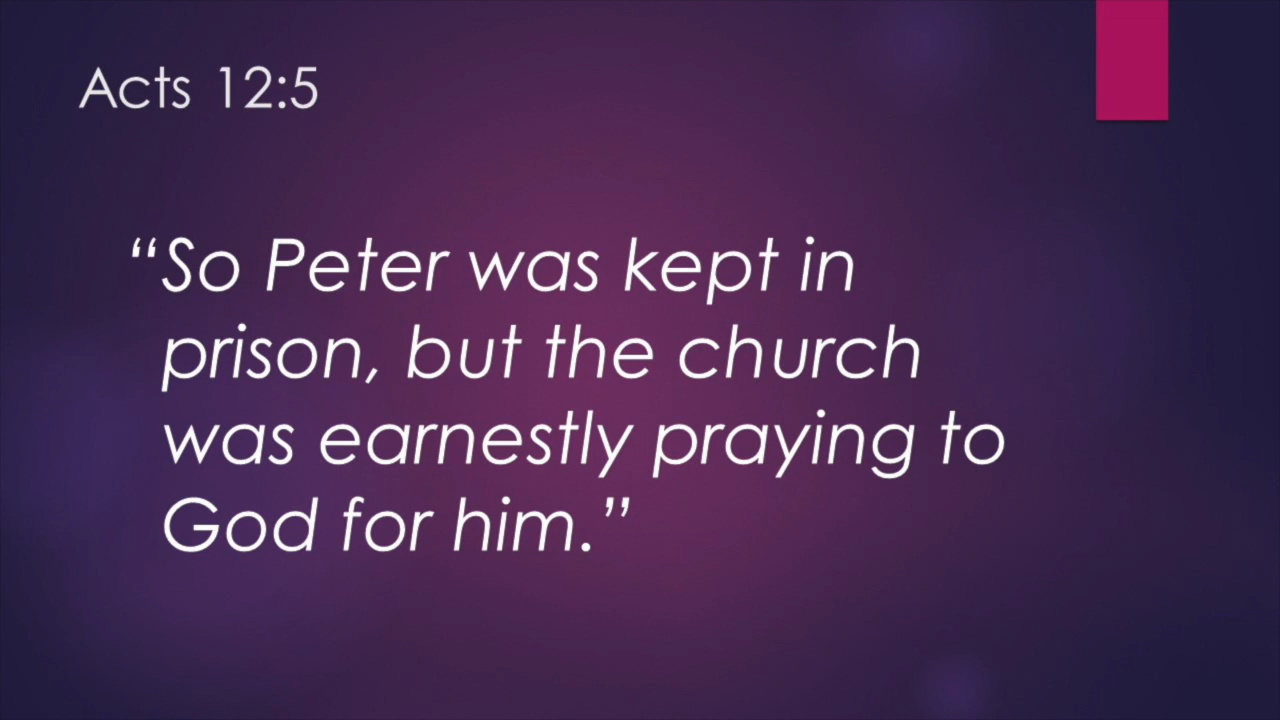 Acts 12:5
“So Peter was kept in
prison, but the church
was earnestly praying to
God for him.”